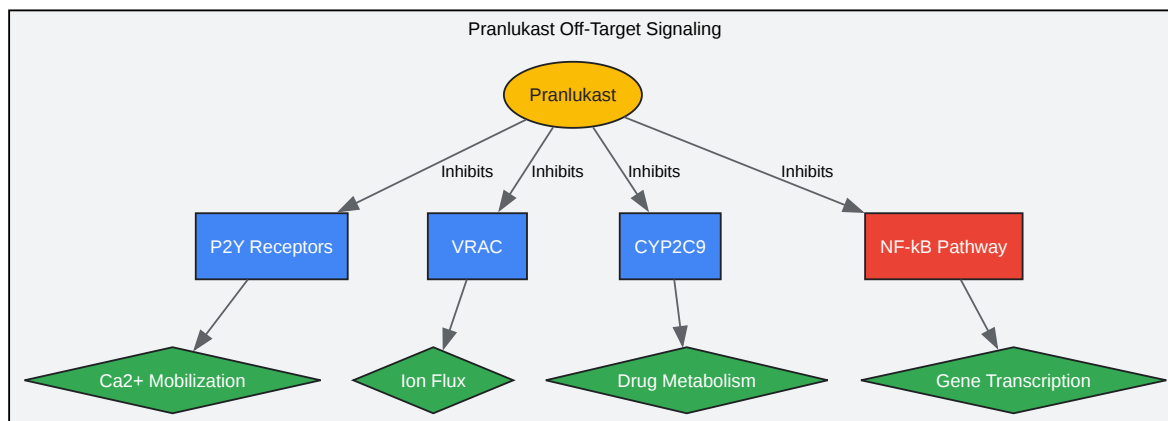 Pranlukast Off-Target Signaling
Pranlukast
Inhibits
Inhibits
Inhibits
Inhibits
P2Y Receptors
VRAC
CYP2C9
NF-kB Pathway
Ca2+ Mobilization
Ion Flux
Drug Metabolism
Gene Transcription